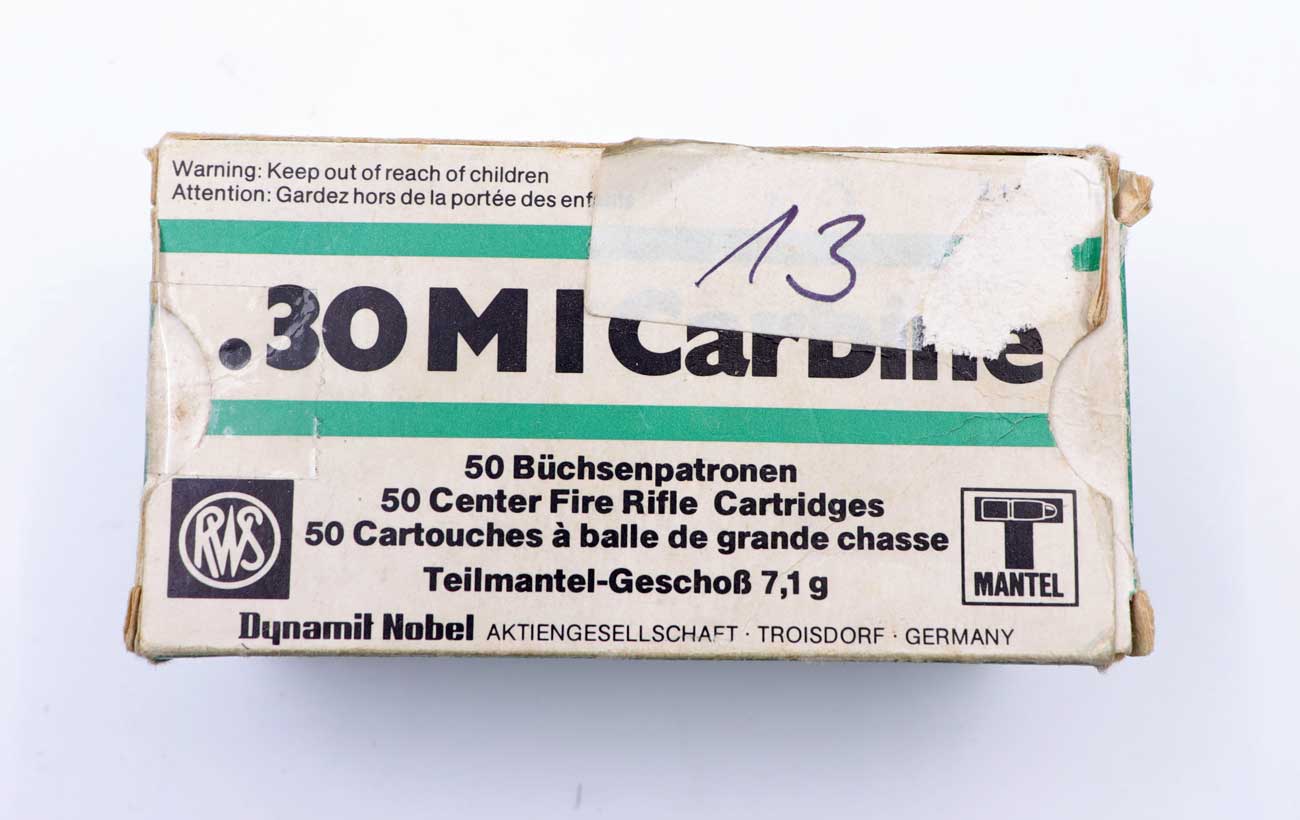 Warning: Keep out of reach of children
Attention: Gardez hors de la portée des enf
13
.30 M1 Carbine
50 Büchsenpatronen
50 Center Fire Rifle Cartridges
50 Cartouches à balle de grande chasse
Teilmantel-Geschoß 7,1 g
RWS
T
MANTEL
Dynamit Nobel AKTIENGESELLSCHAFT · TROISDORF · GERMANY